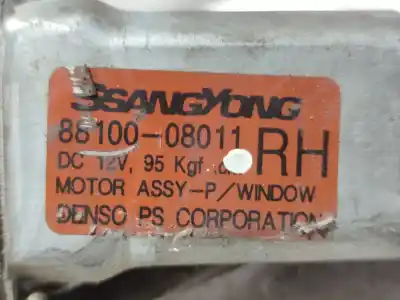 SSANGYONG
88100-08011 RH
DC 12V, 95 Kgf
MOTOR ASSY-P/WINDOW
DENSO PS CORPORATION